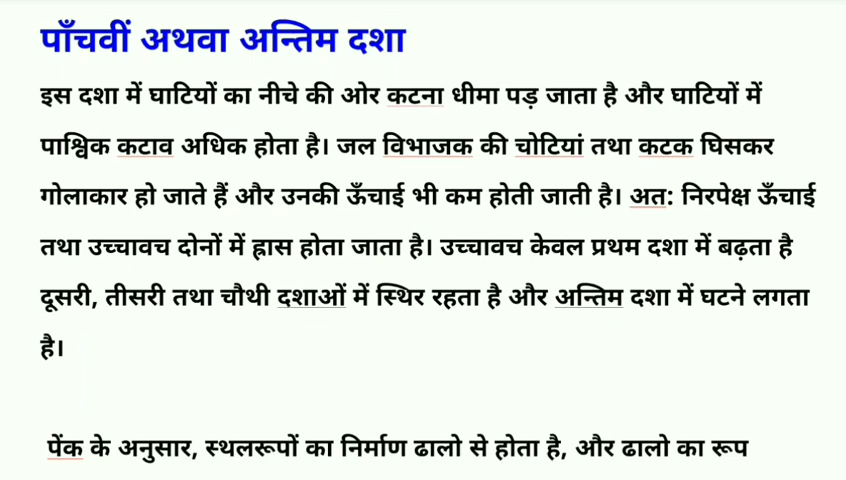 पाँचवीं अथवा अन्तिम दशा
इस दशा में घाटियों का नीचे की ओर कटना धीमा पड़ जाता है और घाटियों में
पाश्विक कटाव अधिक होता है। जल विभाजक की चोटियां तथा कटक घिसकर
गोलाकार हो जाते हैं और उनकी ऊँचाई भी कम होती जाती है। अत: निरपेक्ष ऊँचाई
तथा उच्चावच दोनों में ह्रास होता जाता है। उच्चावच केवल प्रथम दशा में बढ़ता है
दूसरी, तीसरी तथा चौथी दशाओं में स्थिर रहता है और अन्तिम दशा में घटने लगता
है।
पेंक के अनुसार, स्थलरूपों का निर्माण ढालो से होता है, और ढालो का रूप